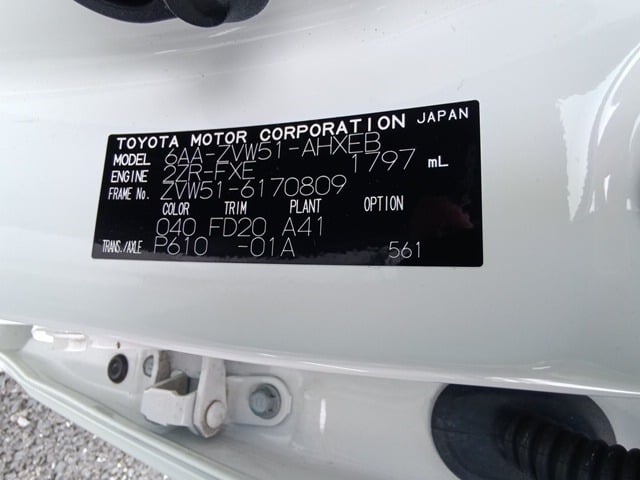 TOYOTA MOTOR CORPORATION JAPAN
MODEL 6AA-ZVW51-AHXEB
ENGINE 2ZR-FXE 1797 mL
FRAME No. ZVW51-6170809
COLOR TRIM PLANT OPTION
040 FD20 A41
TRANS./AXLE P610 -01A 561